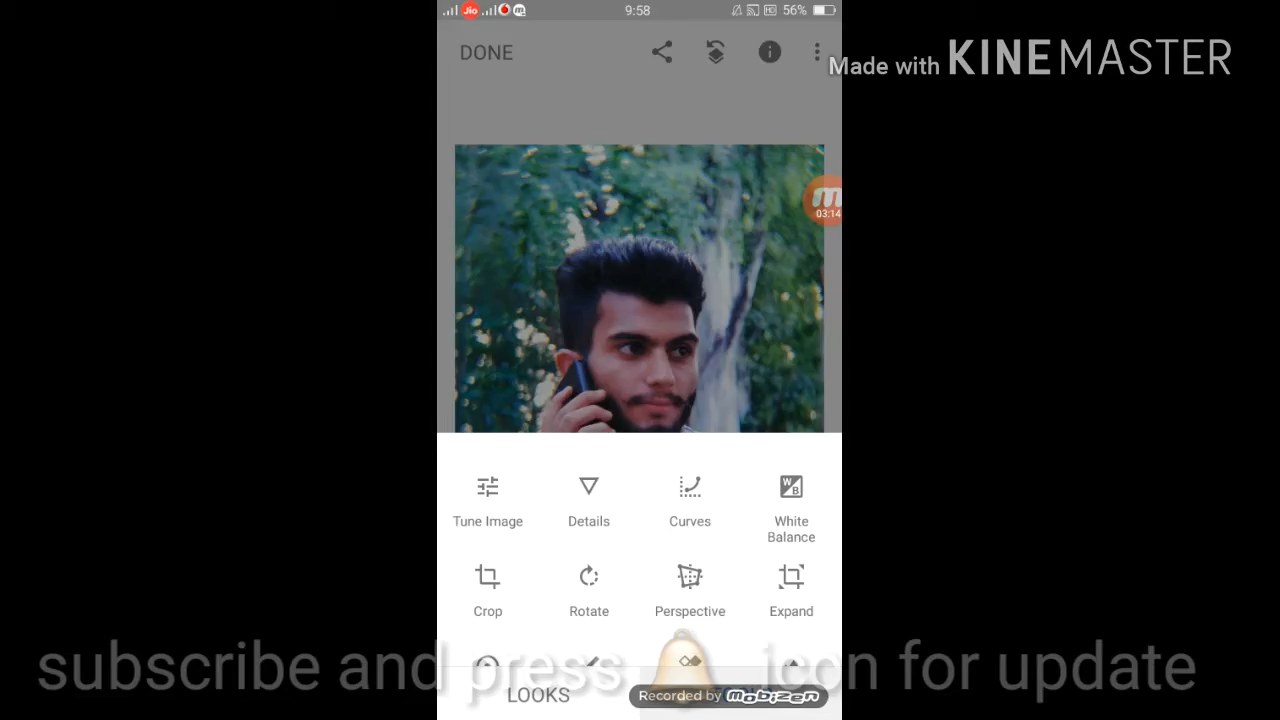 Jio
9:58
HD
56%
DONE
Made with KINEMASTER
03:14
Tune Image
Details
Curves
White
Balance
Crop
Rotate
Perspective
Expand
subscribe and press icon for update
LOOKS
Recorded by mobizen